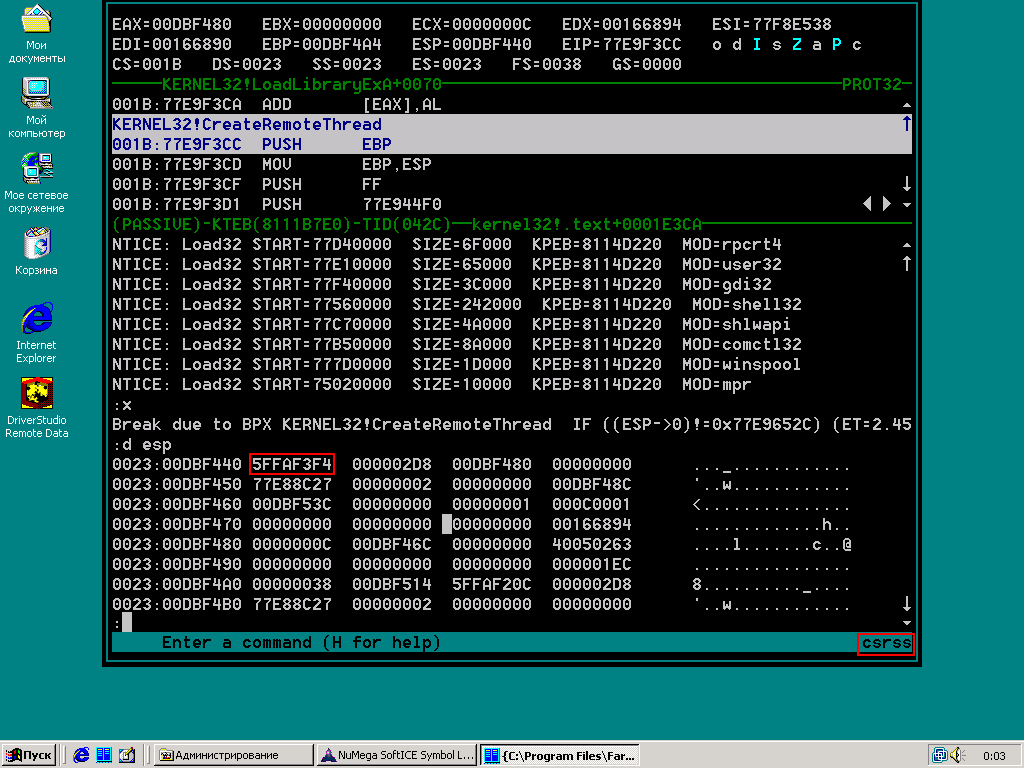 Мои
документы
Мой
компьютер
Мое сетевое
окружение
Корзина
Internet
Explorer
DriverStudio
Remote Data
EAX=00DBF480 EBX=00000000 ECX=0000000C EDX=00166894 ESI=77F8E538
EDI=00166890 EBP=00DBF4A4 ESP=00DBF440 EIP=77E9F3CC o d I s Z a P c
CS=001B DS=0023 SS=0023 ES=0023 FS=0038 GS=0000
KERNEL32!LoadLibraryExA+0070 PROT32
001B:77E9F3CA ADD [EAX],AL
KERNEL32!CreateRemoteThread
001B:77E9F3CC PUSH EBP
001B:77E9F3CD MOV EBP,ESP
001B:77E9F3CF PUSH FF
001B:77E9F3D1 PUSH 77E944F0
(PASSIVE)-KTEB(8111B7E0)-TID(042C)—kernel32!.text+0001E3CA
NTICE: Load32 START=77D40000 SIZE=6F000 KPEB=8114D220 MOD=rpcrt4
NTICE: Load32 START=77E10000 SIZE=65000 KPEB=8114D220 MOD=user32
NTICE: Load32 START=77F40000 SIZE=3C000 KPEB=8114D220 MOD=gdi32
NTICE: Load32 START=77560000 SIZE=242000 KPEB=8114D220 MOD=shell32
NTICE: Load32 START=77C70000 SIZE=4A000 KPEB=8114D220 MOD=shlwapi
NTICE: Load32 START=77B50000 SIZE=8A000 KPEB=8114D220 MOD=comctl32
NTICE: Load32 START=777D0000 SIZE=1D000 KPEB=8114D220 MOD=winspool
NTICE: Load32 START=75020000 SIZE=10000 KPEB=8114D220 MOD=mpr
:x
Break due to BPX KERNEL32!CreateRemoteThread IF ((ESP->0)!=0x77E9652C) (ET=2.45
:d esp
0023:00DBF440 5FFAF3F4 000002D8 00DBF480 00000000 ..._............
0023:00DBF450 77E88C27 00000002 00000000 00DBF48C '..w............
0023:00DBF460 00DBF53C 00000000 00000001 000C0001 <...............
0023:00DBF470 00000000 00000000 00000000 00166894 .............h..
0023:00DBF480 0000000C 00DBF46C 00000000 40050263 ....l.......c..@
0023:00DBF490 00000000 00000000 00000000 000001EC ................
0023:00DBF4A0 00000038 00DBF514 5FFAF20C 000002D8 8.........._....
0023:00DBF4B0 77E88C27 00000002 00000000 00000000 '..w............
:
Enter a command (H for help) csrss
Пуск Администрирование NuMega SoftICE Symbol L... {C:\Program Files\Far... 0:03